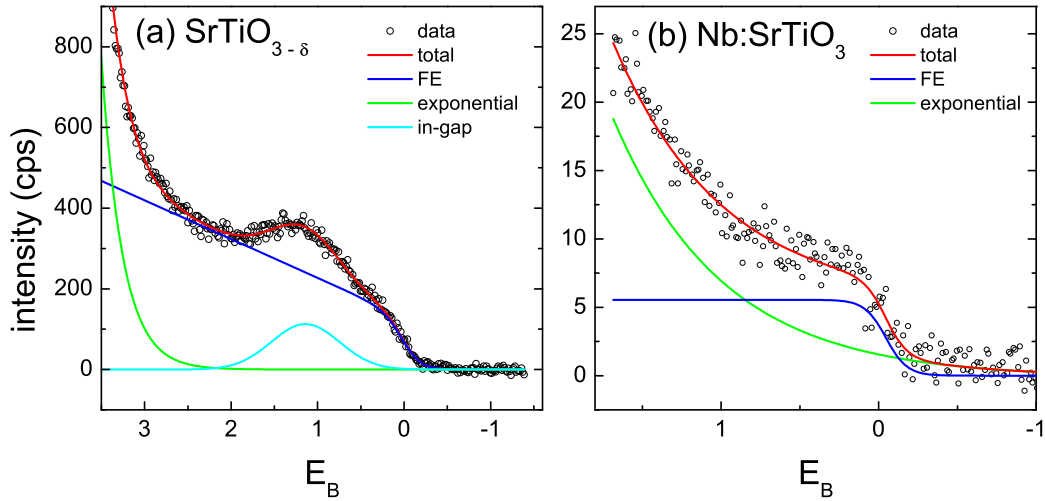 (a) SrTiO3 - δ
data
total
FE
exponential
in-gap
800
600
400
200
0
3
2
1
0
-1
intensity (cps)
EB
(b) Nb:SrTiO3
data
total
FE
exponential
25
20
15
10
5
0
1
0
-1
EB